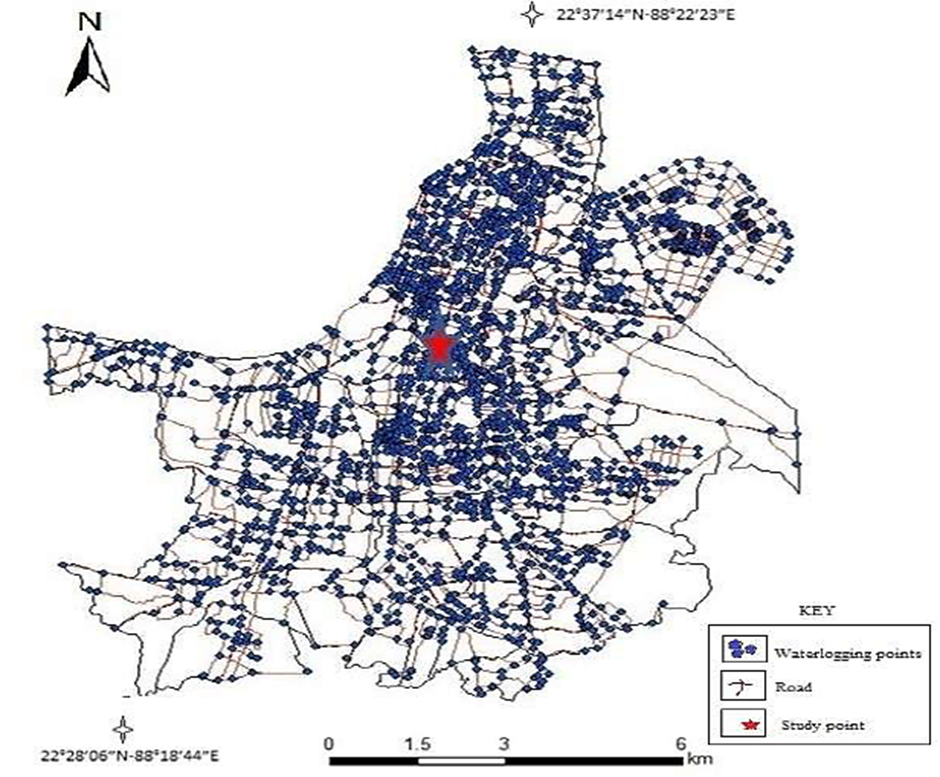 N
22°37′14″N-88°22′23″E
KEY
Waterlogging points
Road
Study point
22°28′06″N-88°18′44″E
0 1.5 3 6
km